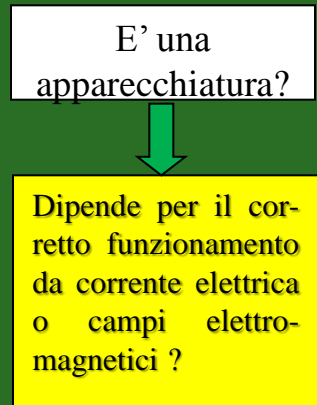 E’ una
apparecchiatura?
Dipende per il cor-
retto funzionamento
da corrente elettrica
o campi elettro-
magnetici ?